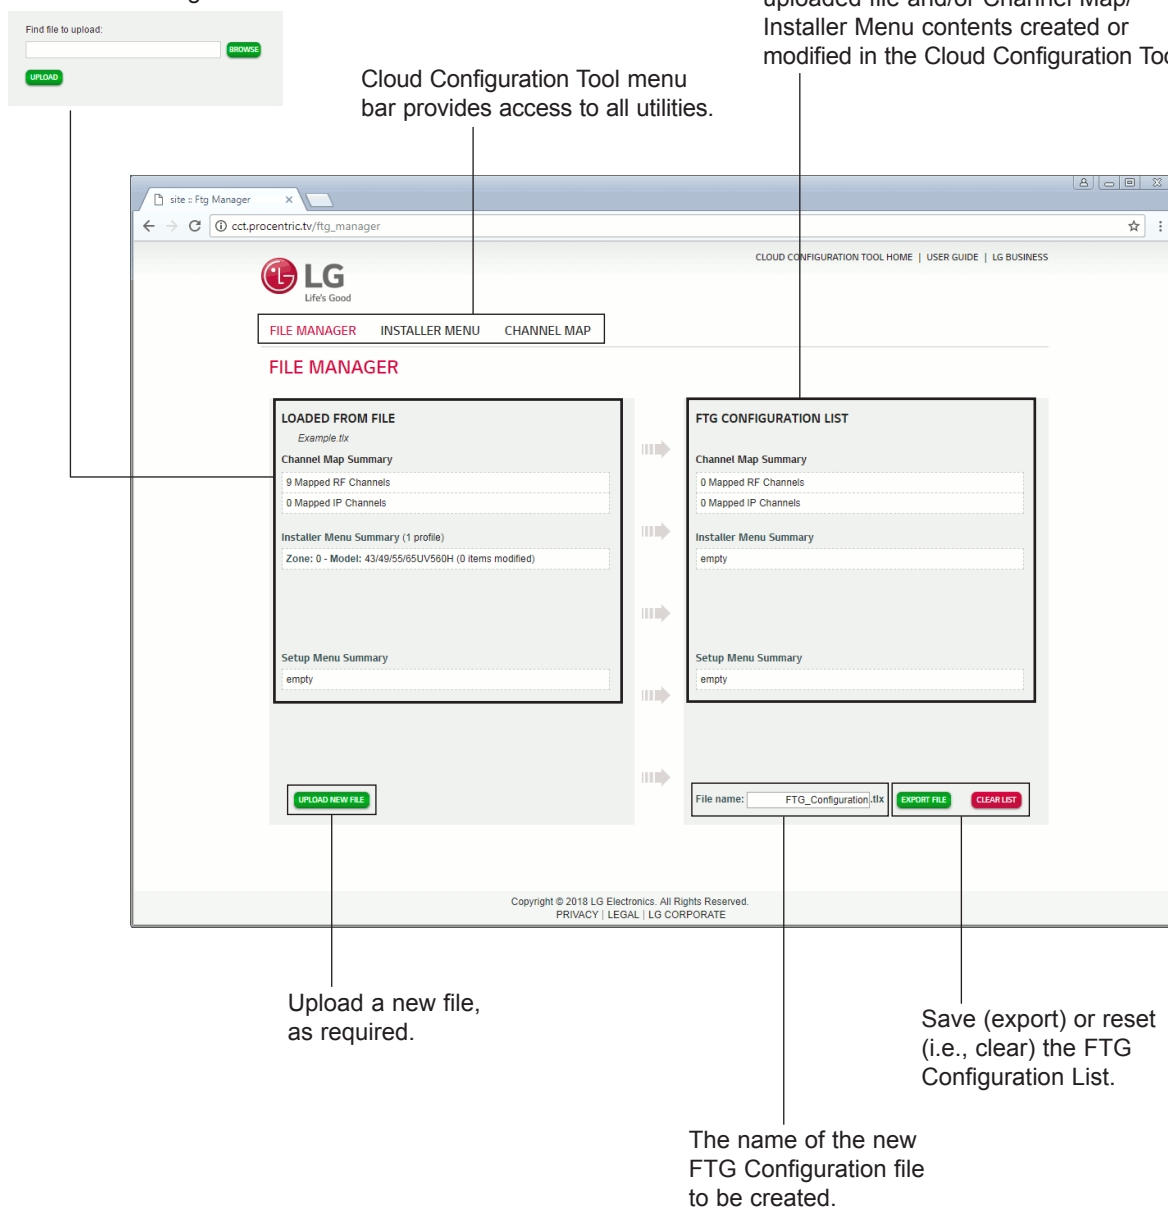 Find file to upload:
BROWSE
UPLOAD
uploaded file and/or Channel Map/
Installer Menu contents created or
modified in the Cloud Configuration
Cloud Configuration Tool menu
bar provides access to all utilities.
site :: Ftg Manager
cct.procentric.tv/ftg_manager
CLOUD CONFIGURATION TOOL HOME | USER GUIDE | LG BUSINESS
LG
Life's Good
FILE MANAGER INSTALLER MENU CHANNEL MAP
FILE MANAGER
LOADED FROM FILE
Example.tlx
Channel Map Summary
9 Mapped RF Channels
0 Mapped IP Channels
Installer Menu Summary (1 profile)
Zone: 0 - Model: 43/49/55/65UV560H (0 items modified)
Setup Menu Summary
empty
UPLOAD NEW FILE
FTG CONFIGURATION LIST
Channel Map Summary
0 Mapped RF Channels
0 Mapped IP Channels
Installer Menu Summary
empty
Setup Menu Summary
empty
File name: FTG_Configuration .tlx EXPORT FILE CLEAR LIST
Copyright © 2018 LG Electronics. All Rights Reserved.
PRIVACY | LEGAL | LG CORPORATE
Upload a new file,
as required.
Save (export) or reset
(i.e., clear) the FTG
Configuration List.
The name of the new
FTG Configuration file
to be created.